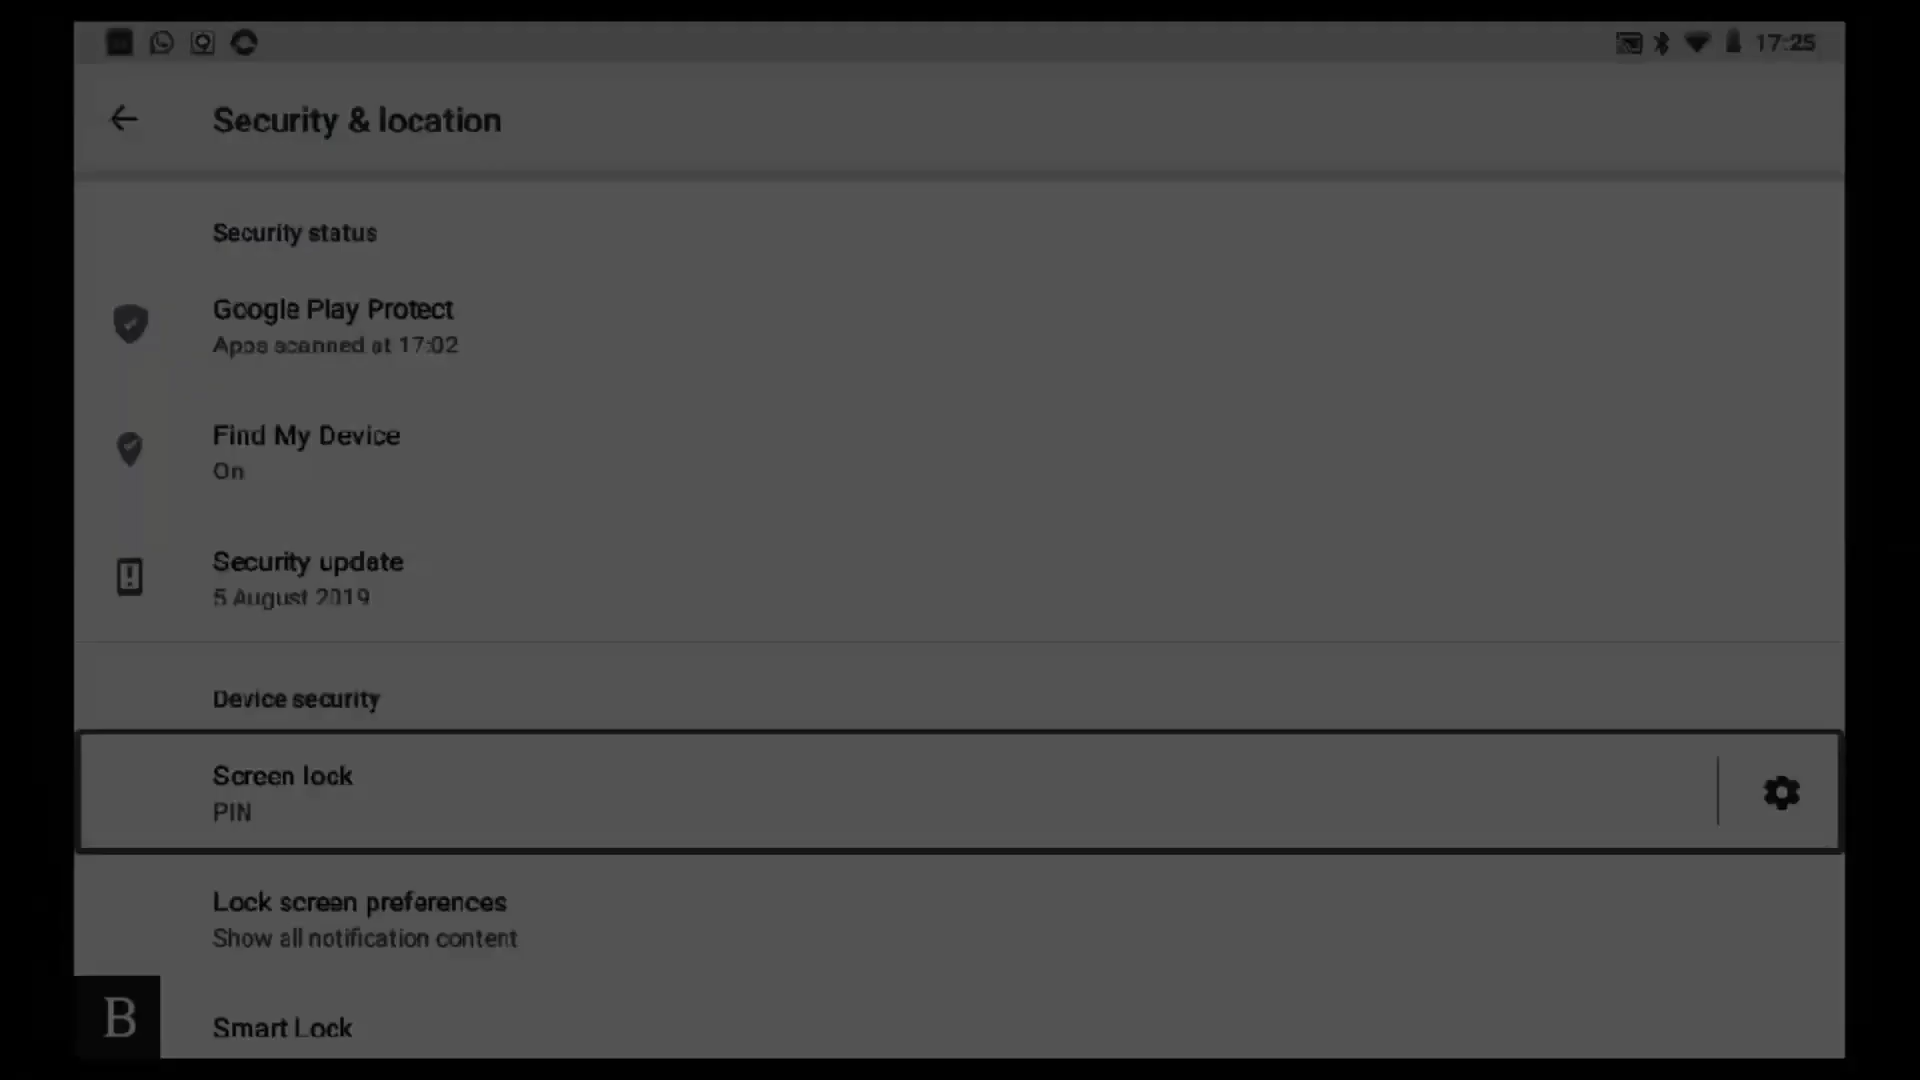 17:25
Security & location
Security status
Google Play Protect
Apps scanned at 17:02
Find My Device
On
Security update
5 August 2019
Device security
Screen lock
PIN
Lock screen preferences
Show all notification content
B
Smart Lock